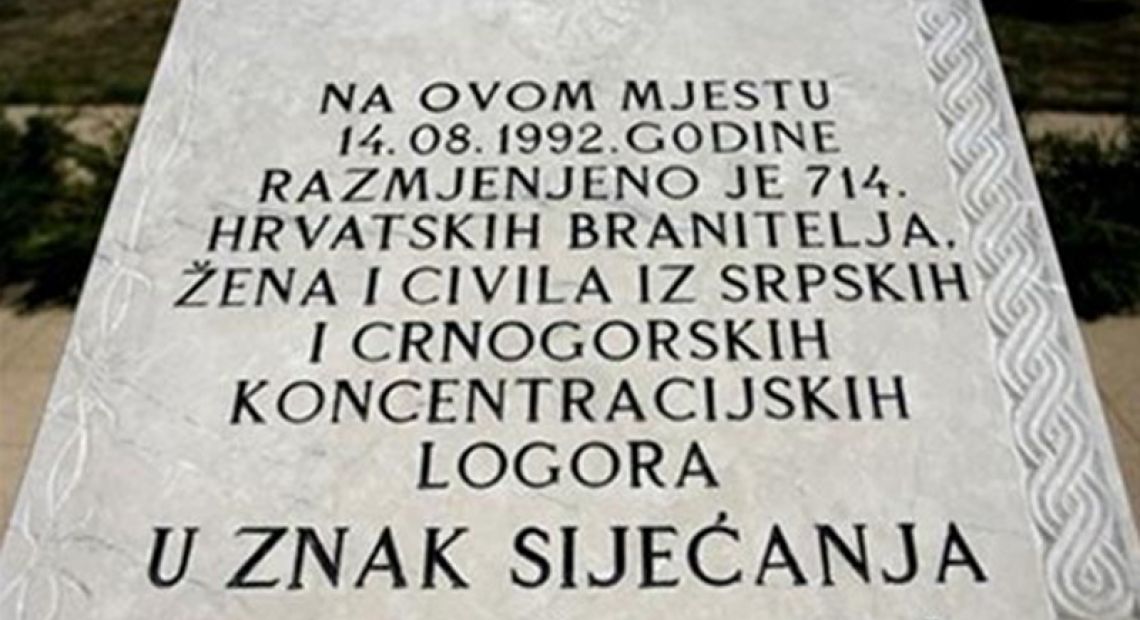 NA OVOM MJESTU
14.08.1992.GODINE
RAZMJENJENO JE 714.
HRVATSKIH BRANITELJA,
ŽENA I CIVILA IZ SRPSKIH
I CRNOGORSKIH
KONCENTRACIJSKIH
LOGORA
U ZNAK SIJEĆANJA